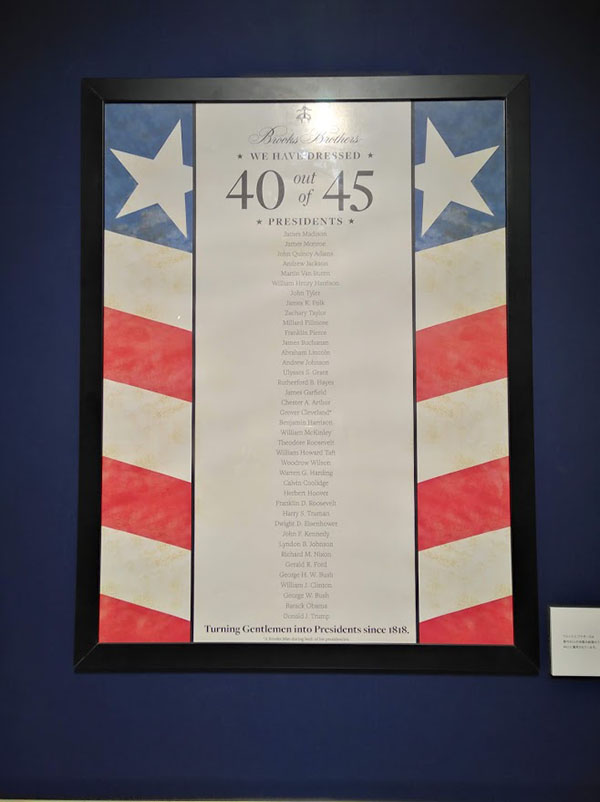 Brooks Brothers
★ WE HAVE DRESSED ★
40 out of 45
★ PRESIDENTS ★
James Madison
James Monroe
John Quincy Adams
Andrew Jackson
Martin Van Buren
William Henry Harrison
John Tyler
James K. Polk
Zachary Taylor
Millard Fillmore
Franklin Pierce
James Buchanan
Abraham Lincoln
Andrew Johnson
Ulysses S. Grant
Rutherford B. Hayes
James Garfield
Chester A. Arthur
Grover Cleveland*
Benjamin Harrison
William McKinley
Theodore Roosevelt
William Howard Taft
Woodrow Wilson
Warren G. Harding
Calvin Coolidge
Herbert Hoover
Franklin D. Roosevelt
Harry S. Truman
Dwight D. Eisenhower
John F. Kennedy
Lyndon B. Johnson
Richard M. Nixon
Gerald R. Ford
George H. W. Bush
William J. Clinton
George W. Bush
Barack Obama
Donald J. Trump
Turning Gentlemen into Presidents since 1818.